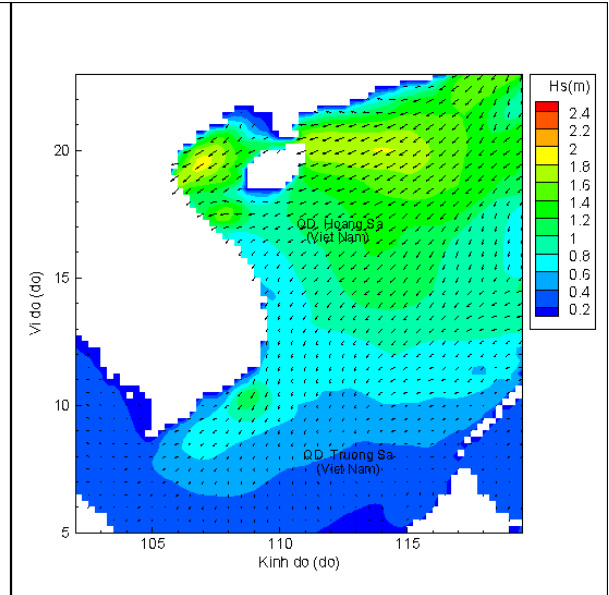 Hs(m)
2.4
2.2
2
1.8
1.6
1.4
1.2
1
0.8
0.6
0.4
0.2
20
15
10
5
Vi do (do)
QD. Hoang Sa
(Viet Nam)
QD. Truong Sa
(Viet Nam)
105
110
115
Kinh do (do)